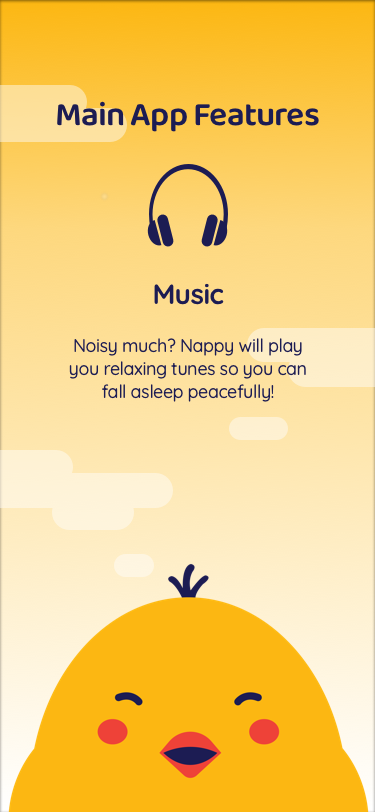 Main App Features
Music
Noisy much? Nappy will play
you relaxing tunes so you can
fall asleep peacefully!